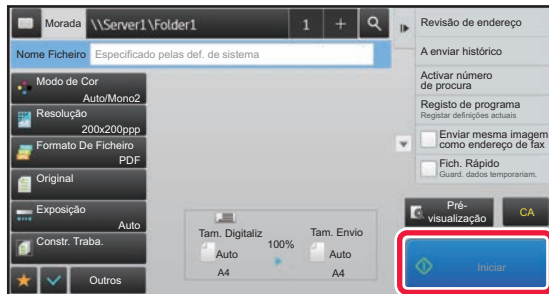 Morada \\Server1\Folder1 1 +
Nome Ficheiro Especificado pelas def. de sistema
Modo de Cor
Auto/Mono2
Resolução
200x200ppp
Formato De Ficheiro
PDF
Original
Exposição
Auto
Constr. Traba.
Outros
Tam. Digitaliz
Auto
A4
100%
Tam. Envio
Auto
A4
Revisão de endereço
A enviar histórico
Activar número
de procura
Registo de programa
Registar definições actuais
Enviar mesma imagem
como endereço de fax
Fich. Rápido
Guard. dados temporariam.
Pré-
visualização
CA
Iniciar